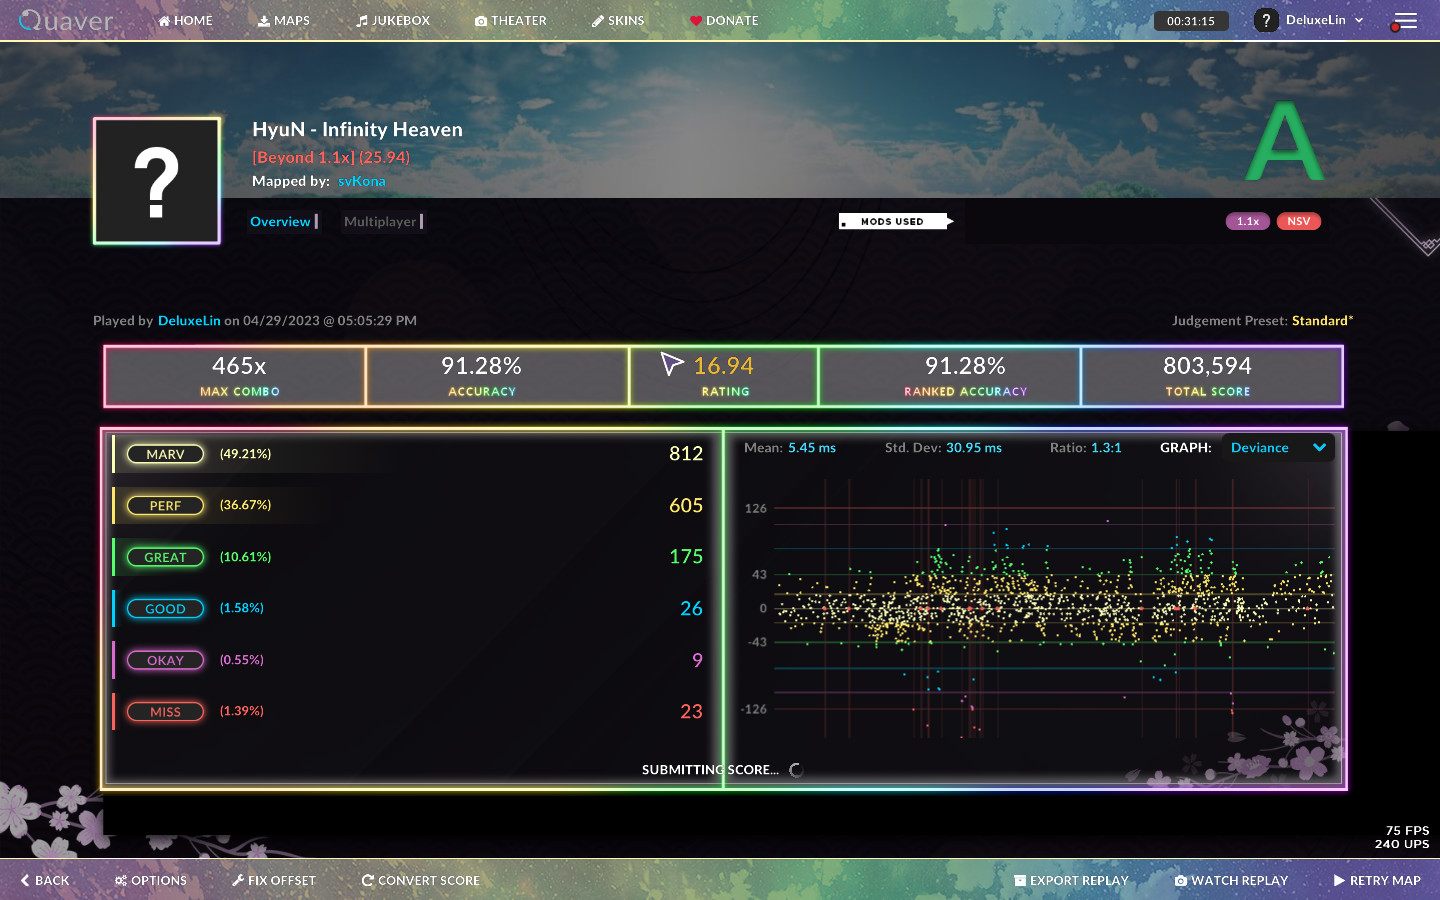 Quaver HOME MAPS JUKEBOX THEATER SKINS DONATE 00:31:15 ? DeluxeLin
HyuN - Infinity Heaven
[Beyond 1.1x] (25.94)
Mapped by: svKona
A
?
Overview Multiplayer MODS USED 1.1x NSV
Played by DeluxeLin on 04/29/2023 @ 05:05:29 PM Judgement Preset: Standard*
465x 91.28% 16.94 91.28% 803,594
MAX COMBO ACCURACY RATING RANKED ACCURACY TOTAL SCORE
MARV (49.21%) 812
PERF (36.67%) 605
GREAT (10.61%) 175
GOOD (1.58%) 26
OKAY (0.55%) 9
MISS (1.39%) 23
Mean: 5.45 ms Std. Dev: 30.95 ms Ratio: 1.3:1 GRAPH: Deviance
126
43
0
-43
-126
SUBMITTING SCORE...
75 FPS
240 UPS
BACK OPTIONS FIX OFFSET CONVERT SCORE EXPORT REPLAY WATCH REPLAY RETRY MAP